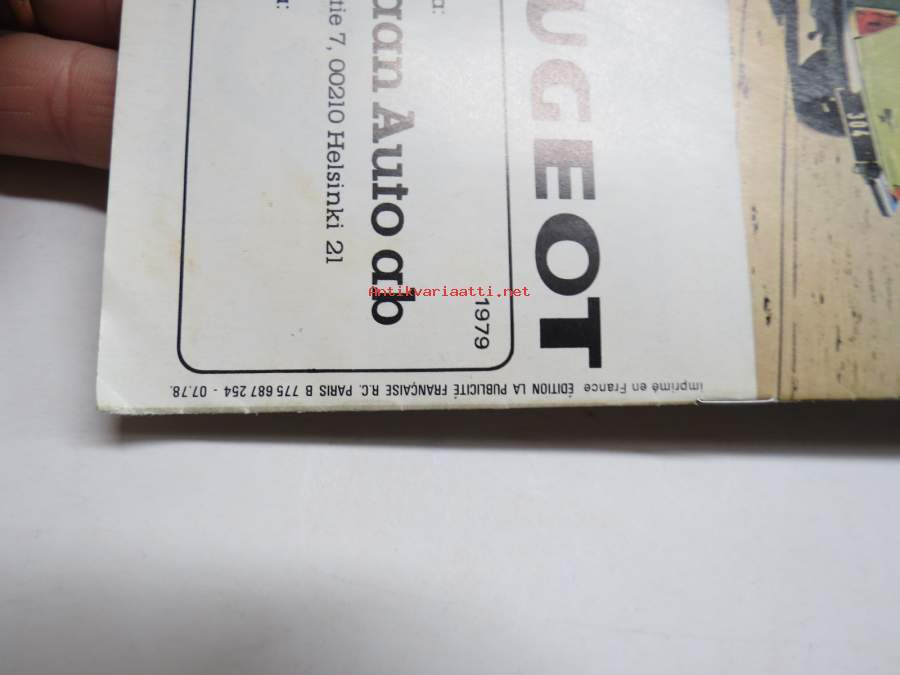 UGEOT
a:
aan Auto ab
tie 7, 00210 Helsinki 21
a:
1979
imprimé en France ÉDITION LA PUBLICITÉ FRANÇAISE R.C. PARIS B 775 687 254 - 07.78.
304
Antikvariaatti.net